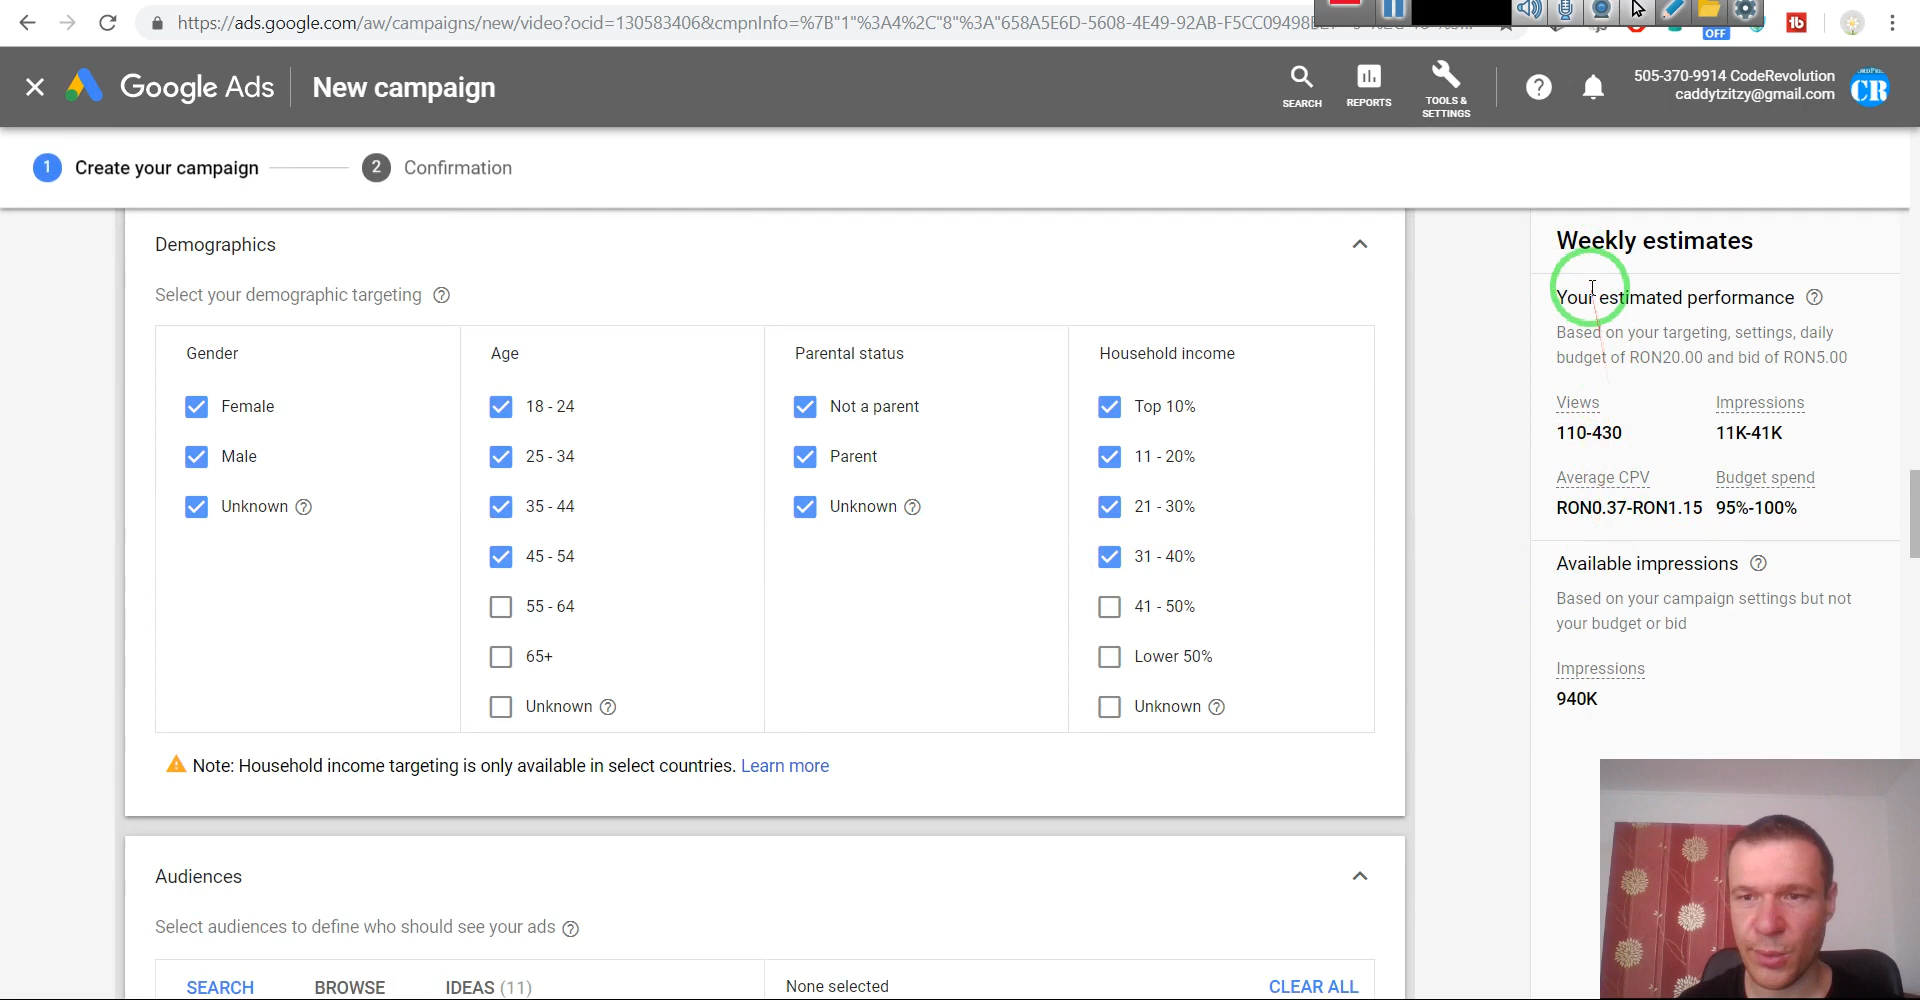 https://ads.google.com/aw/campaigns/new/video?ocid=130583406&cmpnInfo=%7B"1"%3A4%2C"8"%3A"658A5E6D-5608-4E49-92AB-F5CC09498
OFF
Google Ads
New campaign
SEARCH
REPORTS
TOOLS &
SETTINGS
505-370-9914 CodeRevolution
caddytzitzy@gmail.com
CR
1 Create your campaign
2 Confirmation
Demographics
Select your demographic targeting
Gender
Female
Male
Unknown
Age
18 - 24
25 - 34
35 - 44
45 - 54
55 - 64
65+
Unknown
Parental status
Not a parent
Parent
Unknown
Household income
Top 10%
11 - 20%
21 - 30%
31 - 40%
41 - 50%
Lower 50%
Unknown
Note: Household income targeting is only available in select countries. Learn more
Audiences
Select audiences to define who should see your ads
SEARCH BROWSE IDEAS (11)
None selected
CLEAR ALL
Weekly estimates
Your estimated performance
Based on your targeting, settings, daily
budget of RON20.00 and bid of RON5.00
Views Impressions
110-430 11K-41K
Average CPV Budget spend
RON0.37-RON1.15 95%-100%
Available impressions
Based on your campaign settings but not
your budget or bid
Impressions
940K